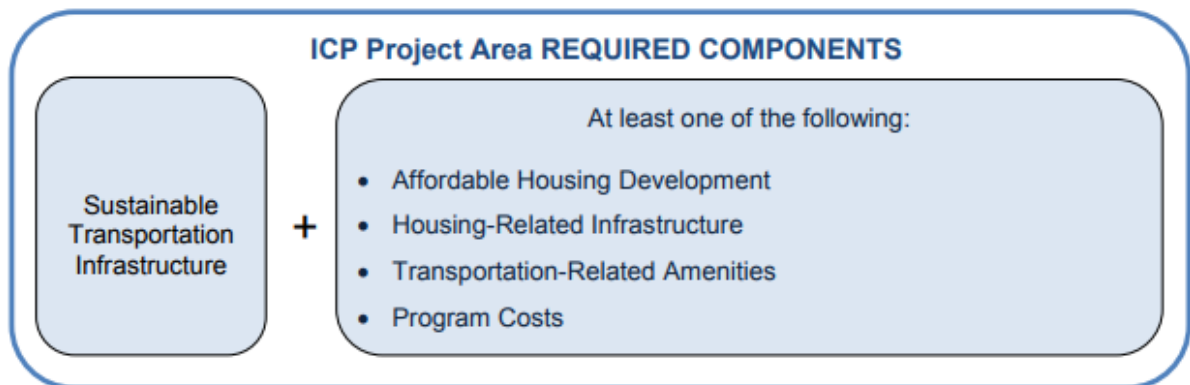 ICP Project Area REQUIRED COMPONENTS
Sustainable
Transportation
Infrastructure
+
At least one of the following:
• Affordable Housing Development
• Housing-Related Infrastructure
• Transportation-Related Amenities
• Program Costs